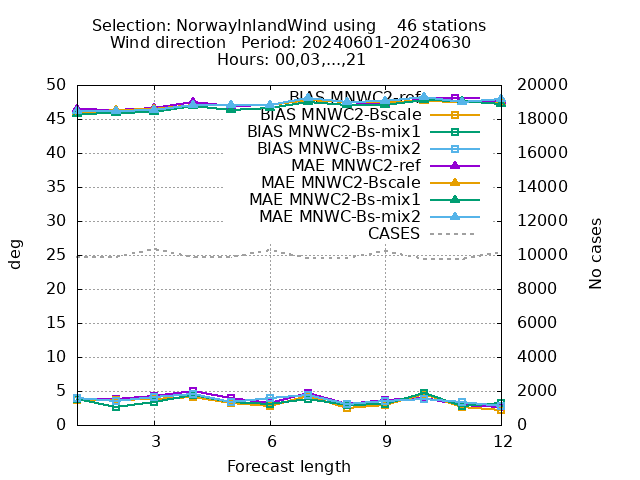 Selection: NorwayInlandWind using    46 stations
Wind direction   Period: 20240601-20240630
Hours: 00,03,...,21
50
45
40
35
30
25
20
15
10
5
0
20000
18000
16000
14000
12000
10000
8000
6000
4000
2000
0
BIAS MNWC2-ref
BIAS MNWC2-Bscale
BIAS MNWC2-Bs-mix1
BIAS MNWC-Bs-mix2
MAE MNWC2-ref
MAE MNWC2-Bscale
MAE MNWC2-Bs-mix1
MAE MNWC-Bs-mix2
CASES
deg
No cases
3
6
9
12
Forecast length